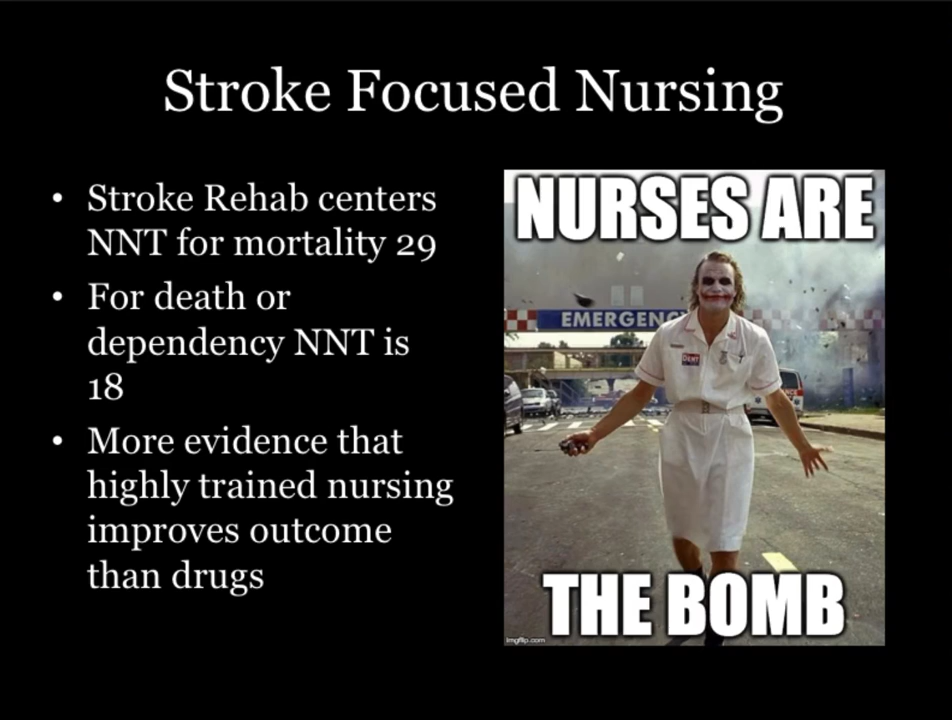 Stroke Focused Nursing
• Stroke Rehab centers
NNT for mortality 29
• For death or
dependency NNT is
18
• More evidence that
highly trained nursing
improves outcome
than drugs
NURSES ARE
EMERGENC
DENT
THE BOMB
imgflip.com